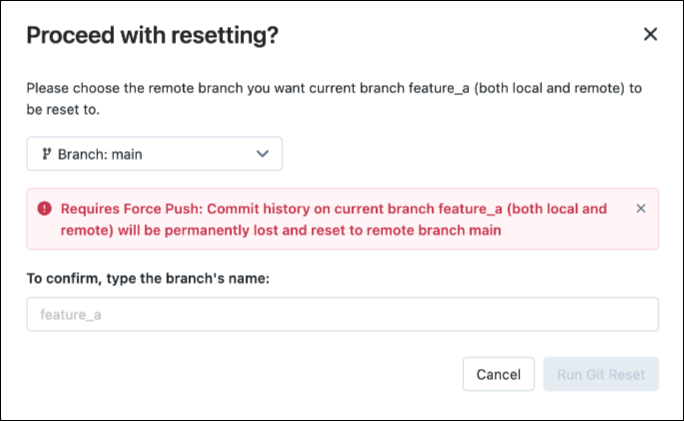 Proceed with resetting?
Please choose the remote branch you want current branch feature_a (both local and remote) to
be reset to.
Branch: main
Requires Force Push: Commit history on current branch feature_a (both local and
remote) will be permanently lost and reset to remote branch main
To confirm, type the branch's name:
feature_a
Cancel
Run Git Reset